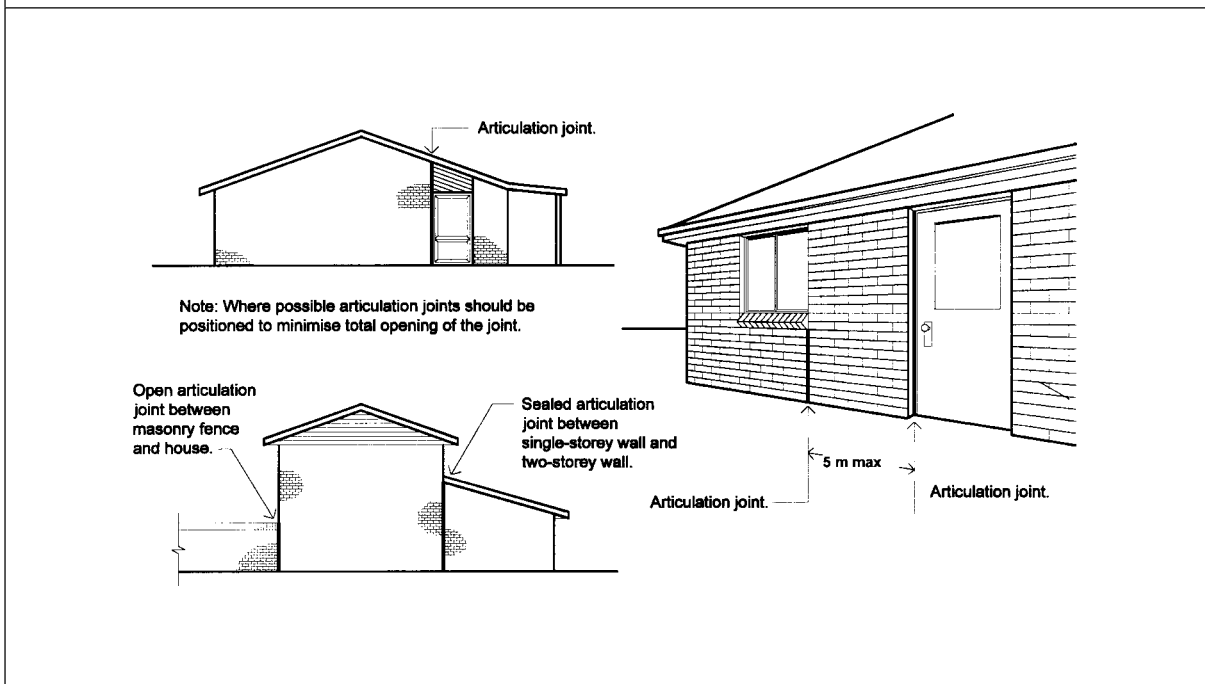 Articulation joint.
Note: Where possible articulation joints should be
positioned to minimise total opening of the joint.
Open articulation
joint between
masonry fence
and house.
Sealed articulation
joint between
single-storey wall and
two-storey wall.
5 m max
Articulation joint.
Articulation joint.